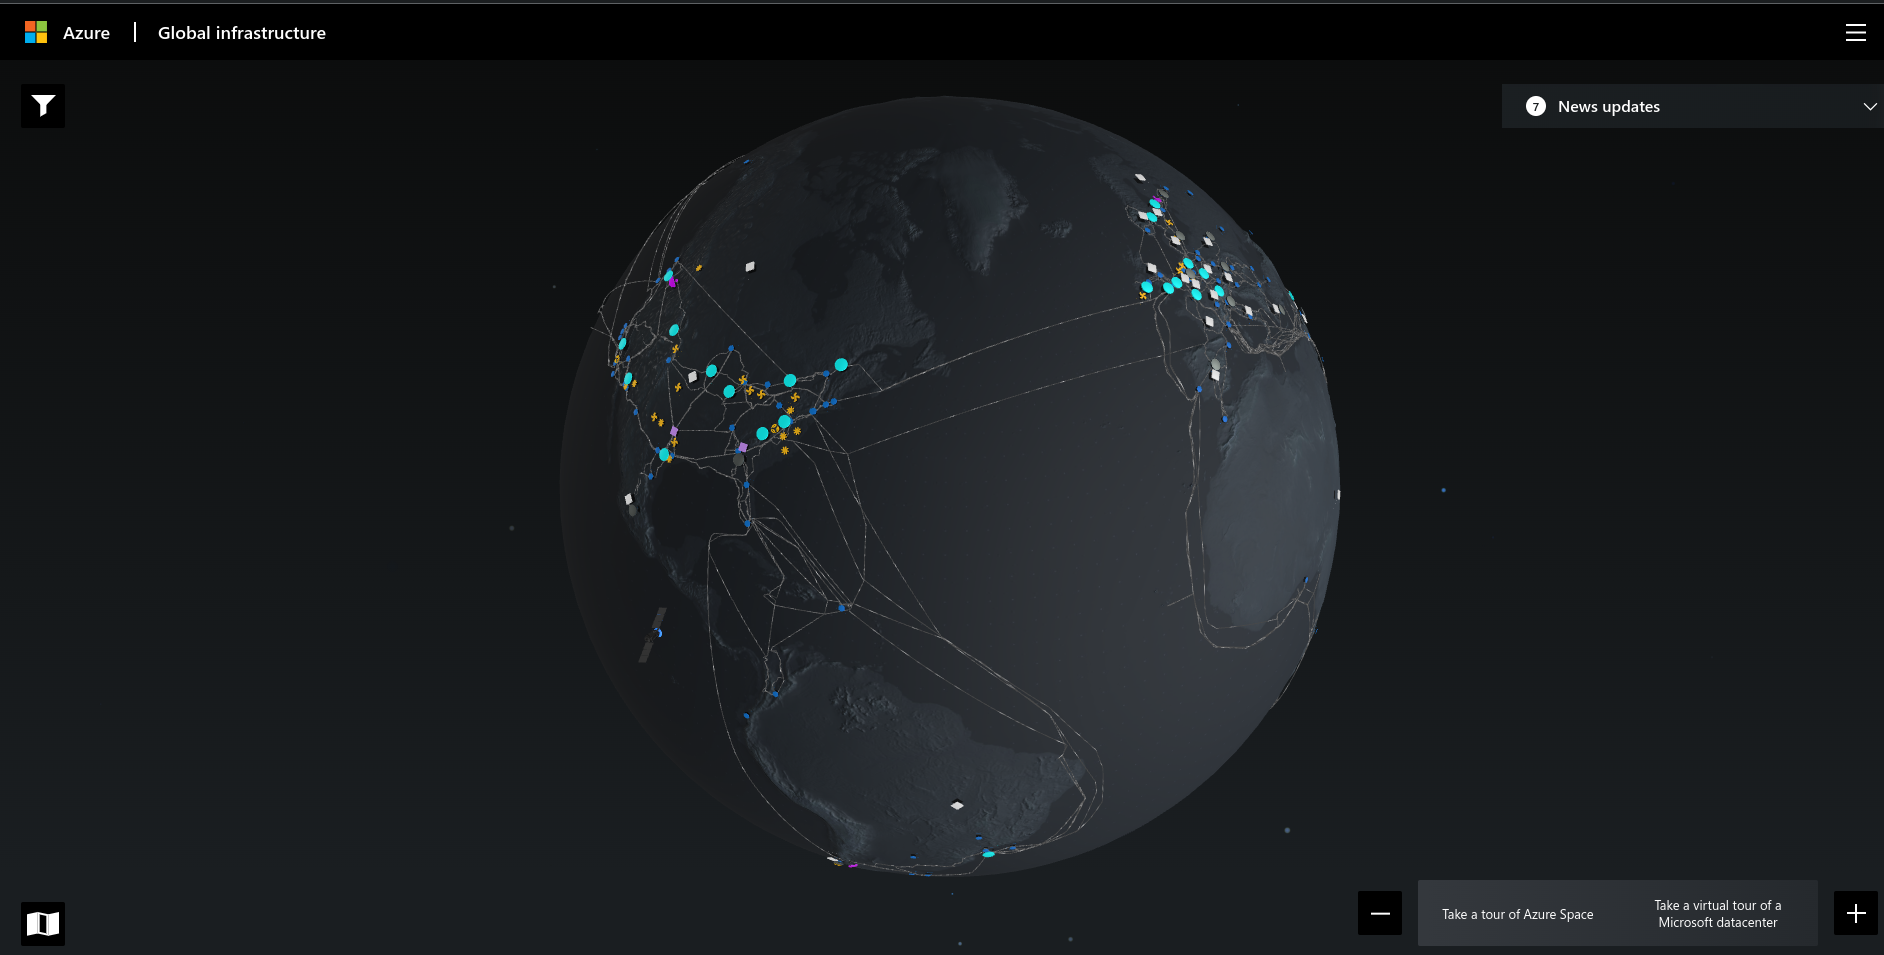 Azure
Global infrastructure
7
News updates
Take a tour of Azure Space
Take a virtual tour of a
Microsoft datacenter